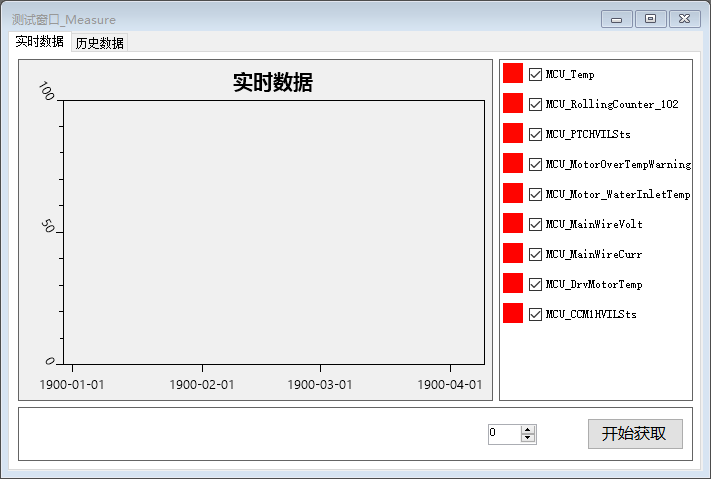 测试窗口_Measure
实时数据 历史数据
实时数据
100
50
0
1900-01-01 1900-02-01 1900-03-01 1900-04-01
MCU_Temp
MCU_RollingCounter_102
MCU_PTCHVILSts
MCU_MotorOverTempWarning
MCU_Motor_WaterInletTemp
MCU_MainWireVolt
MCU_MainWireCurr
MCU_DrvMotorTemp
MCU_CCM1HVILSts
0
开始获取